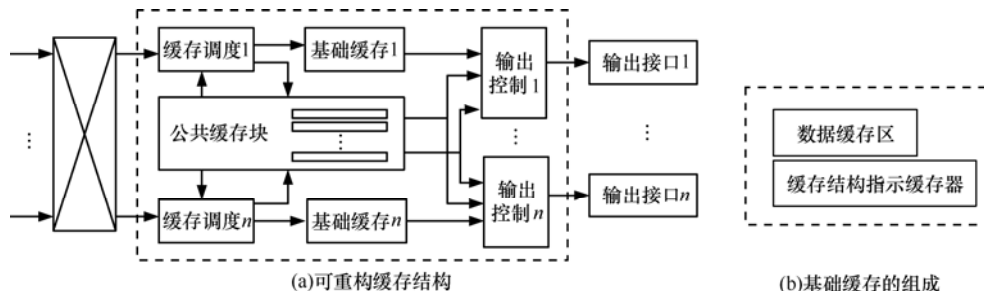 缓存调度1
基础缓存1
输出
控制1
输出接口1
公共缓存块
⋮
⋮
⋮
⋮
数据缓存区
缓存结构指示缓存器
缓存调度n
基础缓存n
输出
控制n
输出接口n
(a)可重构缓存结构
(b)基础缓存的组成